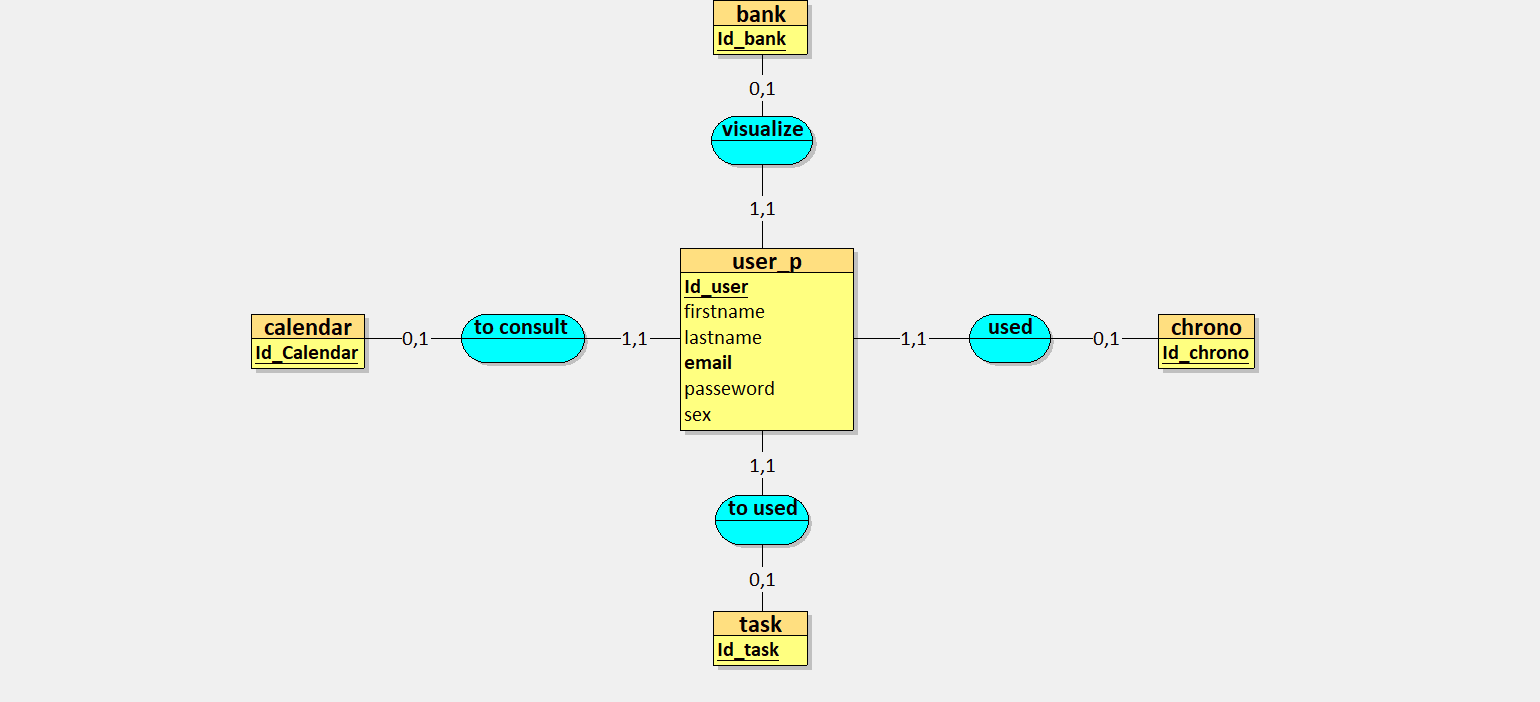 bank
Id_bank
0,1
visualize
1,1
user_p
Id_user
firstname
lastname
email
passeword
sex
calendar
Id_Calendar
0,1
to consult
1,1
1,1
used
0,1
chrono
Id_chrono
1,1
to used
0,1
task
Id_task